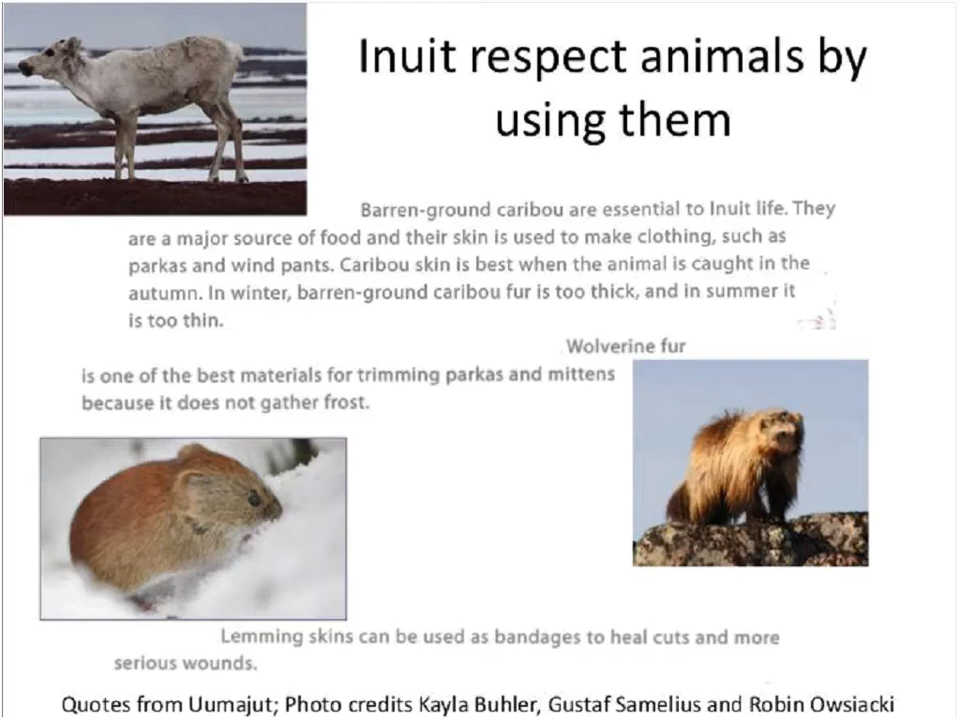 Inuit respect animals by
using them
Barren-ground caribou are essential to Inuit life. They
are a major source of food and their skin is used to make clothing, such as
parkas and wind pants. Caribou skin is best when the animal is caught in the
autumn. In winter, barren-ground caribou fur is too thick, and in summer it
is too thin.
Wolverine fur
is one of the best materials for trimming parkas and mittens
because it does not gather frost.
Lemming skins can be used as bandages to heal cuts and more
serious wounds.
Quotes from Uumajut; Photo credits Kayla Buhler, Gustaf Samelius and Robin Owsiacki